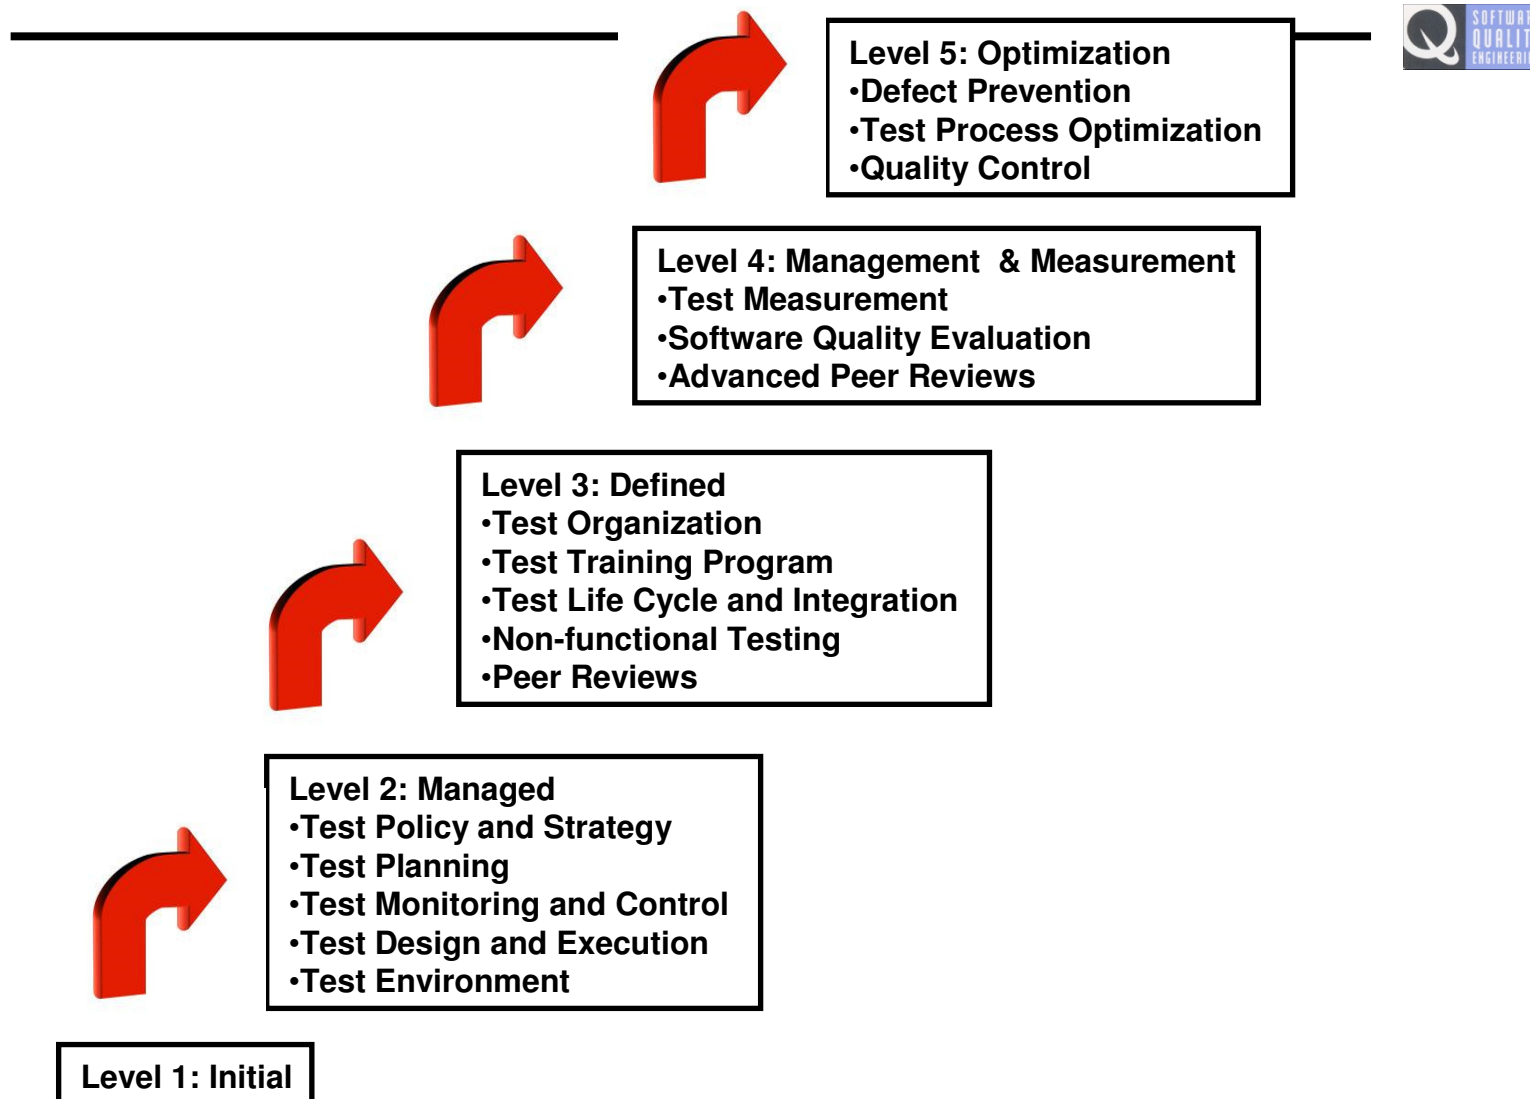 SOFTWAR
QUALIT
ENGINEERIN
Level 5: Optimization
•Defect Prevention
•Test Process Optimization
•Quality Control
Level 4: Management & Measurement
•Test Measurement
•Software Quality Evaluation
•Advanced Peer Reviews
Level 3: Defined
•Test Organization
•Test Training Program
•Test Life Cycle and Integration
•Non-functional Testing
•Peer Reviews
Level 2: Managed
•Test Policy and Strategy
•Test Planning
•Test Monitoring and Control
•Test Design and Execution
•Test Environment
Level 1: Initial